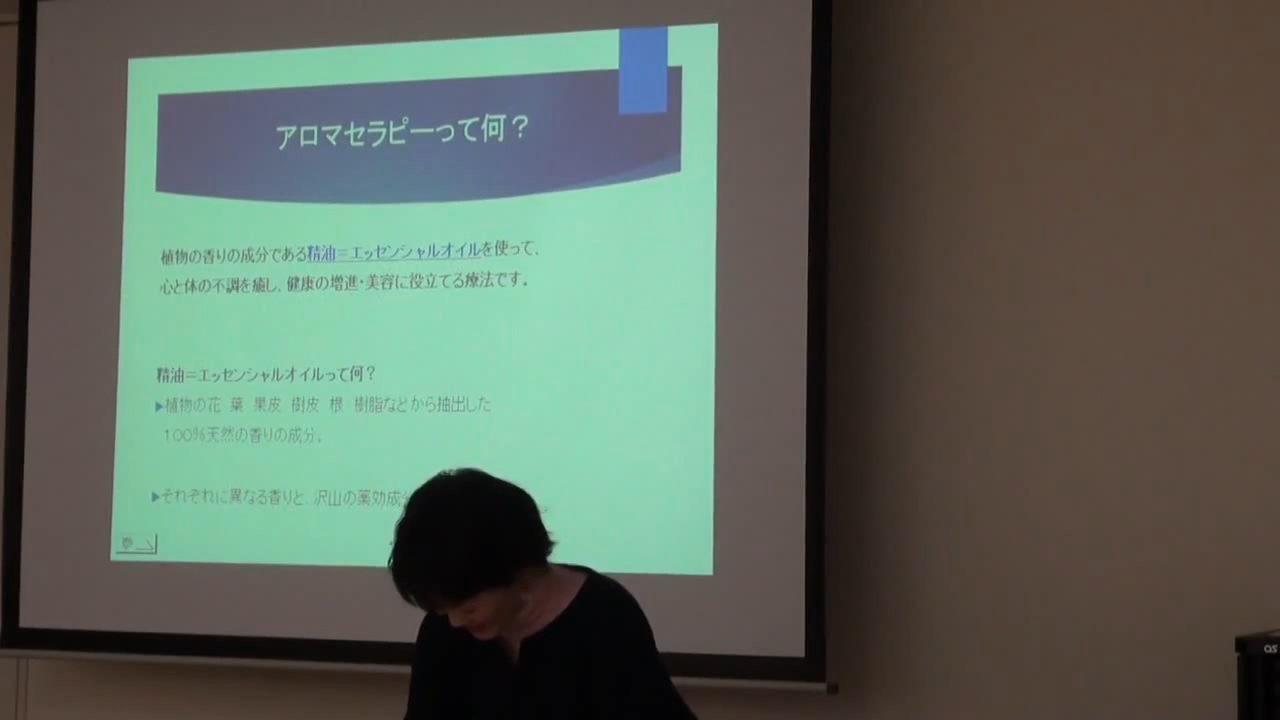 アロマセラピーって何？
植物の香りの成分である精油＝エッセンシャルオイルを使って、
心と体の不調を癒し、健康の増進・美容に役立てる療法です。
精油＝エッセンシャルオイルって何？
▶植物の花　葉　果皮　樹皮　根　樹脂などから抽出した
１００％天然の香りの成分。
▶それぞれに異なる香りと、沢山の薬効成分